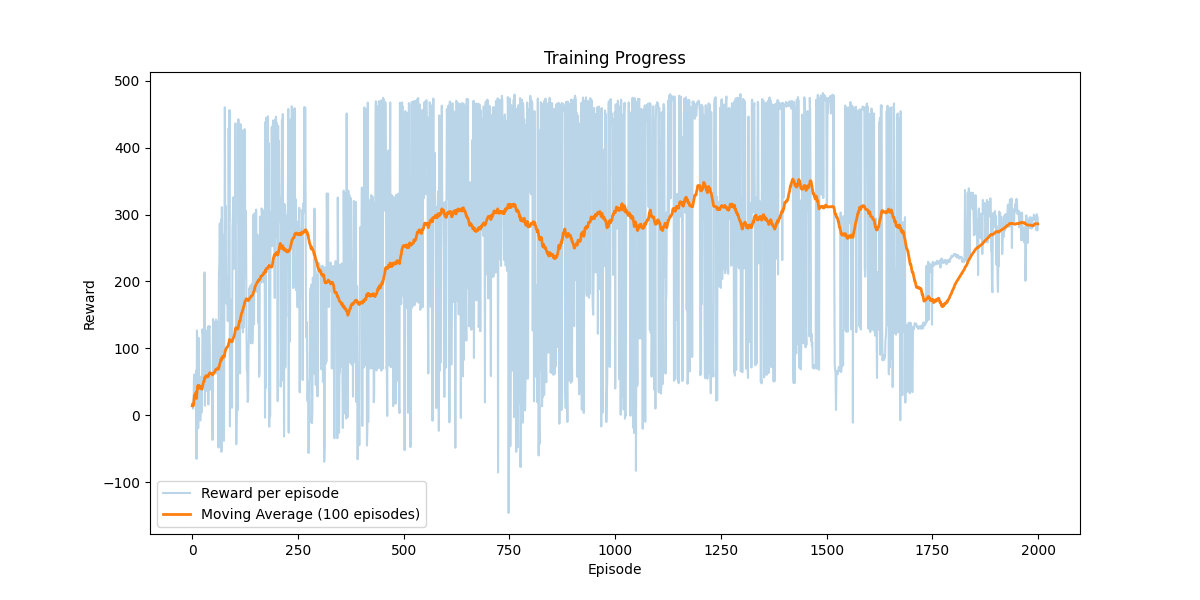 Training Progress
500
400
300
200
100
0
−100
Reward
Reward per episode
Moving Average (100 episodes)
0 250 500 750 1000 1250 1500 1750 2000
Episode